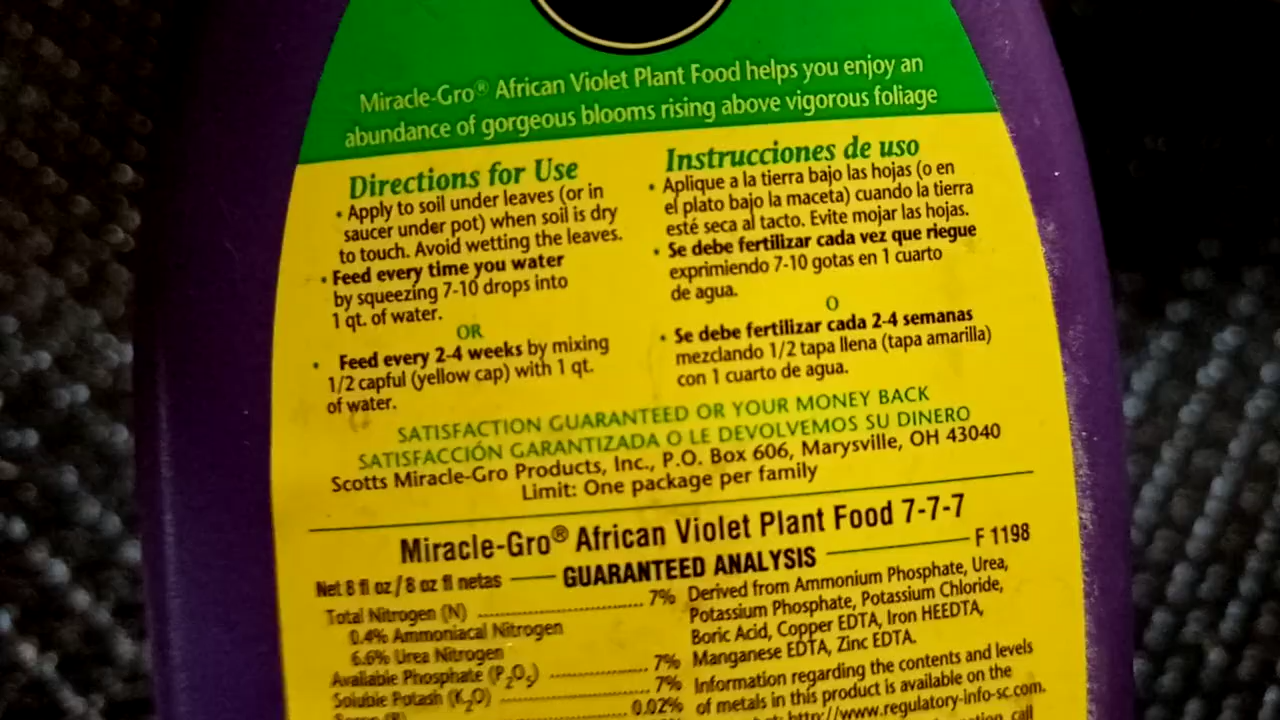 Miracle-Gro® African Violet Plant Food helps you enjoy an
abundance of gorgeous blooms rising above vigorous foliage
Directions for Use
• Apply to soil under leaves (or in
saucer under pot) when soil is dry
to touch. Avoid wetting the leaves.
• Feed every time you water
by squeezing 7-10 drops into
1 qt. of water.
OR
• Feed every 2-4 weeks by mixing
1/2 capful (yellow cap) with 1 qt.
of water.
Instrucciones de uso
• Aplique a la tierra bajo las hojas (o en
el plato bajo la maceta) cuando la tierra
esté seca al tacto. Evite mojar las hojas.
• Se debe fertilizar cada vez que riegue
exprimiendo 7-10 gotas en 1 cuarto
de agua.
O
• Se debe fertilizar cada 2-4 semanas
mezclando 1/2 tapa llena (tapa amarilla)
con 1 cuarto de agua.
SATISFACTION GUARANTEED OR YOUR MONEY BACK
SATISFACCIÓN GARANTIZADA O LE DEVOLVEMOS SU DINERO
Scotts Miracle-Gro Products, Inc., P.O. Box 606, Marysville, OH 43040
Limit: One package per family
Miracle-Gro® African Violet Plant Food 7-7-7
F 1198
GUARANTEED ANALYSIS
Net 8 fl oz/8 oz fl netas
Total Nitrogen (N) 7%
0.4% Ammoniacal Nitrogen
6.6% Urea Nitrogen
Available Phosphate (P₂O₅) 7%
Soluble Potash (K₂O) 7%
0.02%
Derived from Ammonium Phosphate, Urea,
Potassium Phosphate, Potassium Chloride,
Boric Acid, Copper EDTA, Iron HEEDTA,
Manganese EDTA, Zinc EDTA.
Information regarding the contents and levels
of metals in this product is available on the
http://www.regulatory-info-sc.com.
call